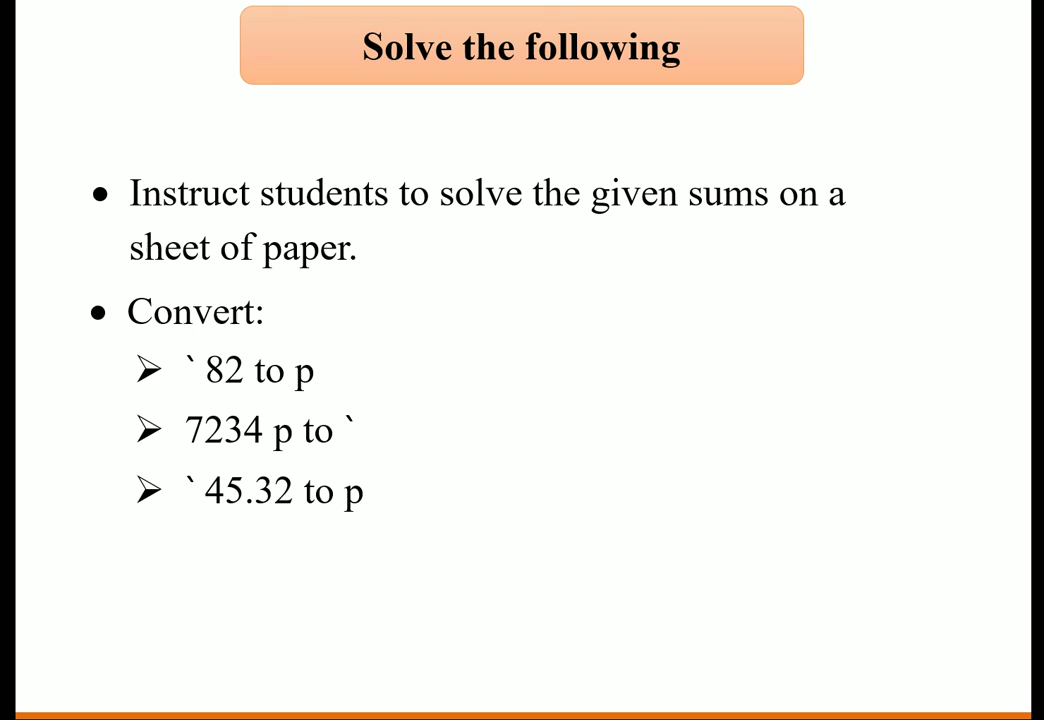 Solve the following
• Instruct students to solve the given sums on a
sheet of paper.
• Convert:
➢ ` 82 to p
➢ 7234 p to `
➢ ` 45.32 to p